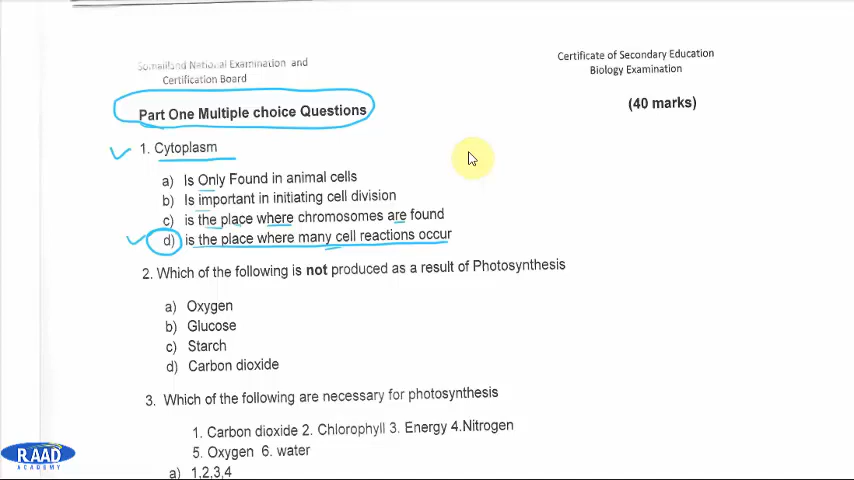 Somaliland National Examination and
Certification Board
Certificate of Secondary Education
Biology Examination
Part One Multiple choice Questions
(40 marks)
1. Cytoplasm
a) Is Only Found in animal cells
b) Is important in initiating cell division
c) is the place where chromosomes are found
d) is the place where many cell reactions occur
2. Which of the following is not produced as a result of Photosynthesis
a) Oxygen
b) Glucose
c) Starch
d) Carbon dioxide
3. Which of the following are necessary for photosynthesis
1. Carbon dioxide 2. Chlorophyll 3. Energy 4.Nitrogen
5. Oxygen 6. water
a) 1,2,3,4
RAAD
ACADEMY